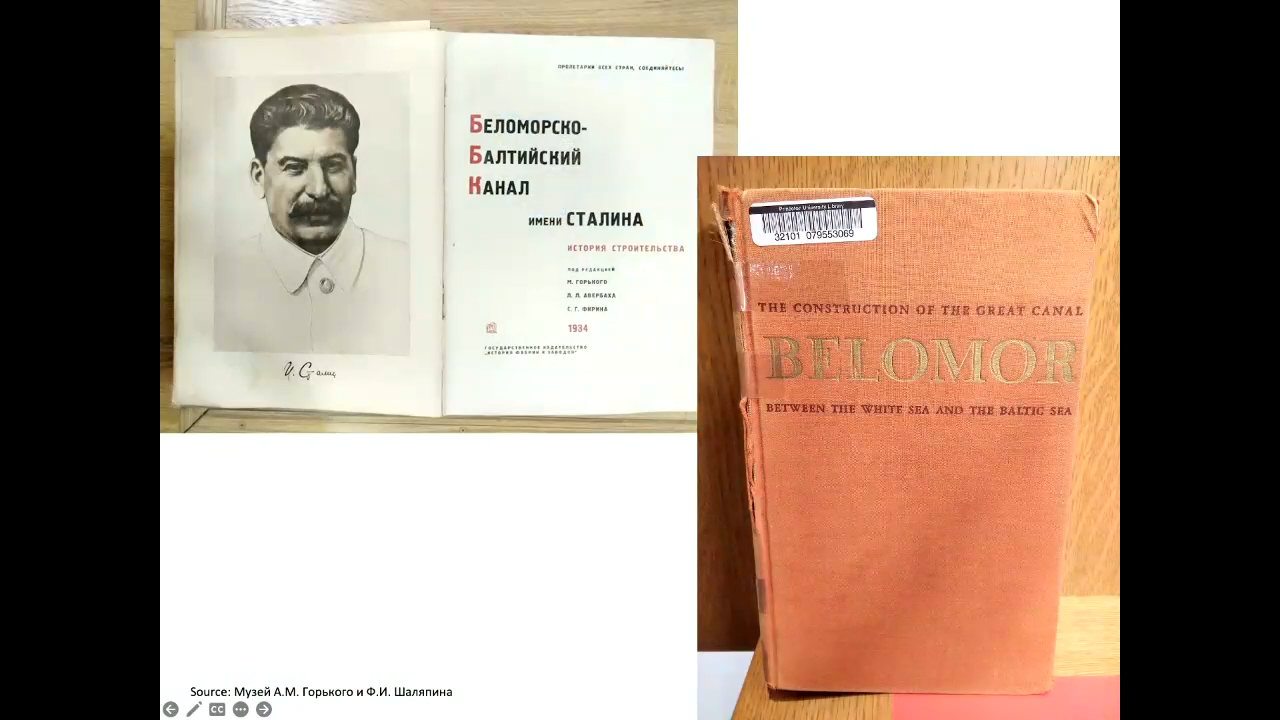 ПРОЛЕТАРИИ ВСЕХ СТРАН, СОЕДИНЯЙТЕСЬ!
БЕЛОМОРСКО-
БАЛТИЙСКИЙ
КАНАЛ
ИМЕНИ СТАЛИНА
ИСТОРИЯ СТРОИТЕЛЬСТВА
ПОД РЕДАКЦИЕЙ
М. ГОРЬКОГО
Л. Л. АВЕРБАХА
С. Г. ФИРИНА
1934
ГОСУДАРСТВЕННОЕ ИЗДАТЕЛЬСТВО
„ИСТОРИЯ ФАБРИК И ЗАВОДОВ"
И. Сталин
Princeton University Library
32101 079553069
THE CONSTRUCTION OF THE GREAT CANAL
BELOMOR
BETWEEN THE WHITE SEA AND THE BALTIC SEA
Source: Музей А.М. Горького и Ф.И. Шаляпина
CC